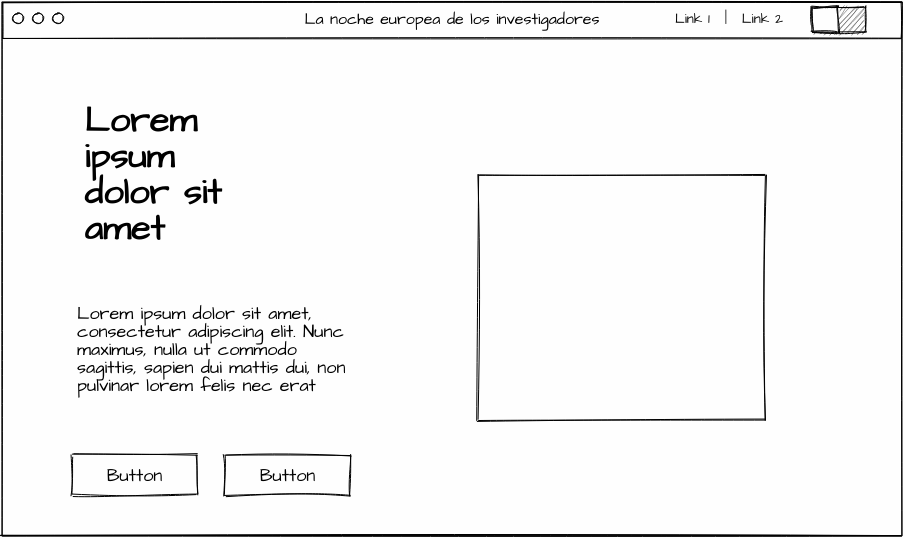 La noche europea de los investigadores
Link 1 | Link 2
Lorem
ipsum
dolor sit
amet
Lorem ipsum dolor sit amet,
consectetur adipiscing elit. Nunc
maximus, nulla ut commodo
sagittis, sapien dui mattis dui, non
pulvinar lorem felis nec erat
Button
Button